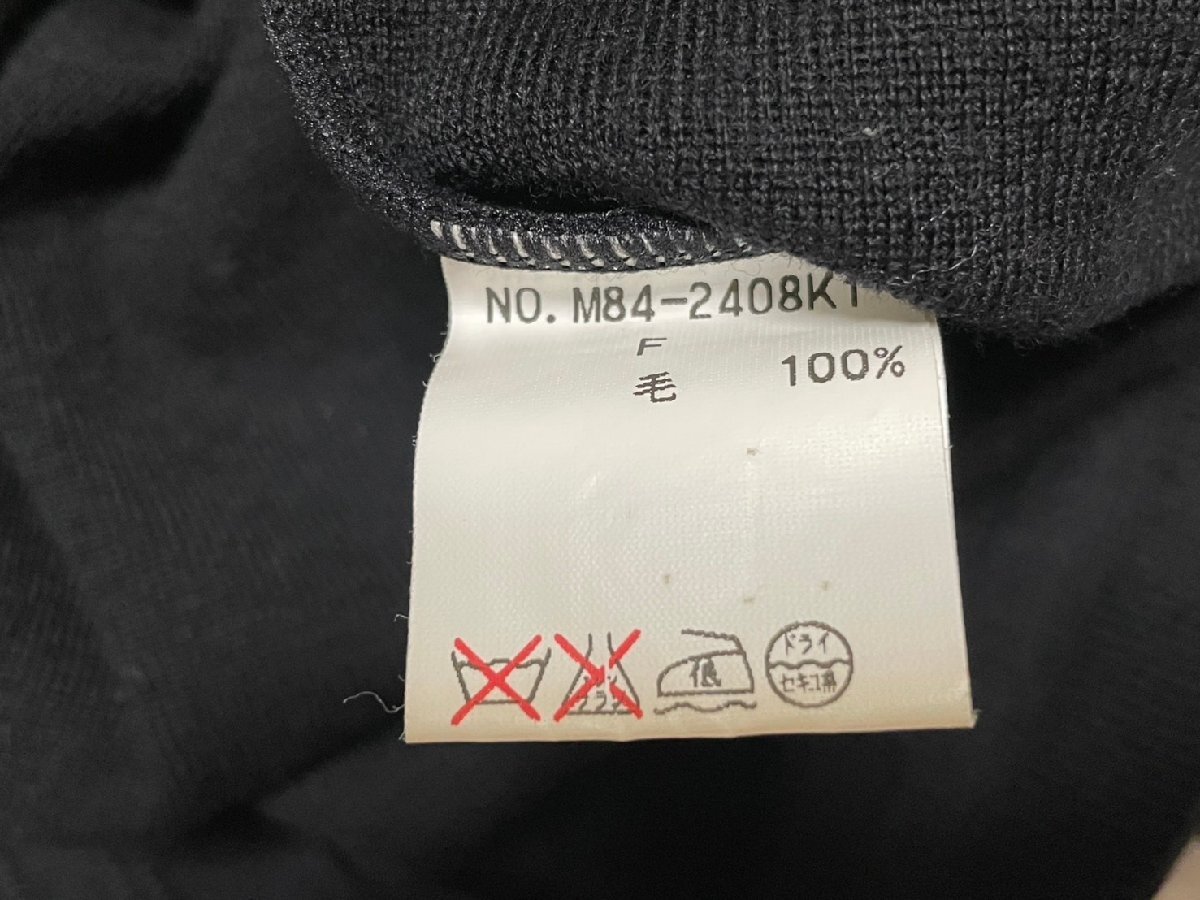 NO. M84-2408K1
F
毛 100%
低
ドライ
セキユ系